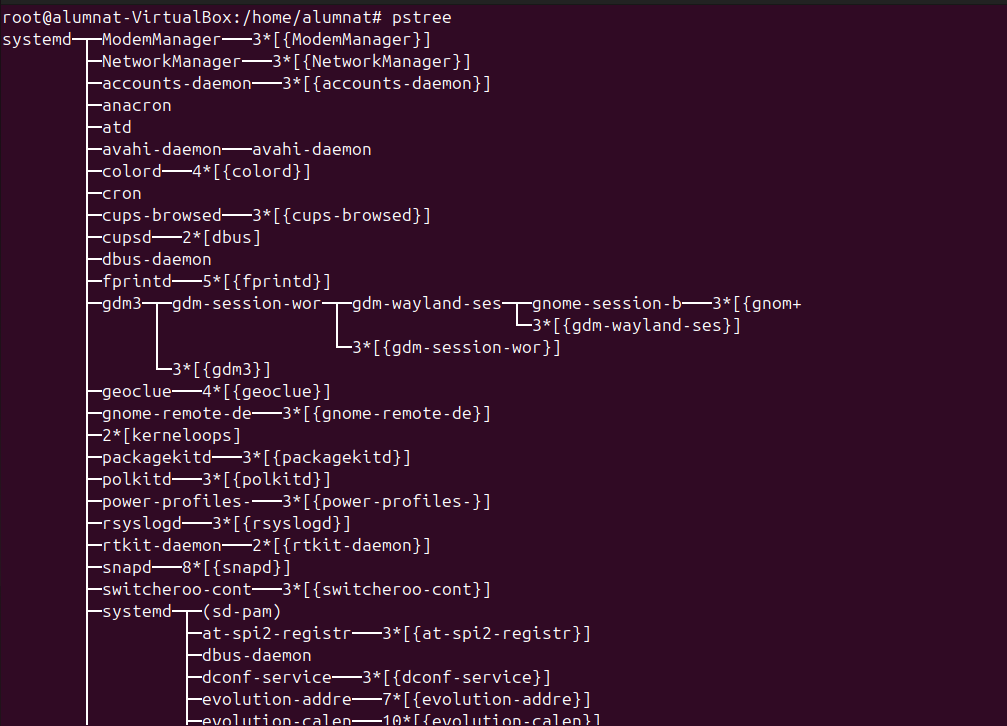 root@alumnat-VirtualBox:/home/alumnat# pstree
systemd─┬─ModemManager───3*[{ModemManager}]
        ├─NetworkManager───3*[{NetworkManager}]
        ├─accounts-daemon───3*[{accounts-daemon}]
        ├─anacron
        ├─atd
        ├─avahi-daemon───avahi-daemon
        ├─colord───4*[{colord}]
        ├─cron
        ├─cups-browsed───3*[{cups-browsed}]
        ├─cupsd───2*[dbus]
        ├─dbus-daemon
        ├─fprintd───5*[{fprintd}]
        ├─gdm3─┬─gdm-session-wor─┬─gdm-wayland-ses─┬─gnome-session-b───3*[{gnom+
        │      │                 │                 └─3*[{gdm-wayland-ses}]
        │      │                 └─3*[{gdm-session-wor}]
        │      └─3*[{gdm3}]
        ├─geoclue───4*[{geoclue}]
        ├─gnome-remote-de───3*[{gnome-remote-de}]
        ├─2*[kerneloops]
        ├─packagekitd───3*[{packagekitd}]
        ├─polkitd───3*[{polkitd}]
        ├─power-profiles-───3*[{power-profiles-}]
        ├─rsyslogd───3*[{rsyslogd}]
        ├─rtkit-daemon───2*[{rtkit-daemon}]
        ├─snapd───8*[{snapd}]
        ├─switcheroo-cont───3*[{switcheroo-cont}]
        ├─systemd─┬─(sd-pam)
        │         ├─at-spi2-registr───3*[{at-spi2-registr}]
        │         ├─dbus-daemon
        │         ├─dconf-service───3*[{dconf-service}]
        │         ├─evolution-addre───7*[{evolution-addre}]
        │         ├─evolution-calen───10*[{evolution-calen}]